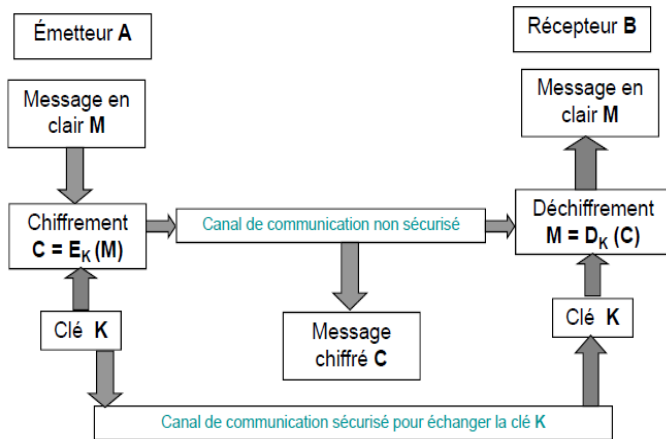 Émetteur A
Récepteur B
Message en
clair M
Message en
clair M
Chiffrement
C = EK (M)
Canal de communication non sécurisé
Déchiffrement
M = DK (C)
Clé K
Message
chiffré C
Clé K
Canal de communication sécurisé pour échanger la clé K